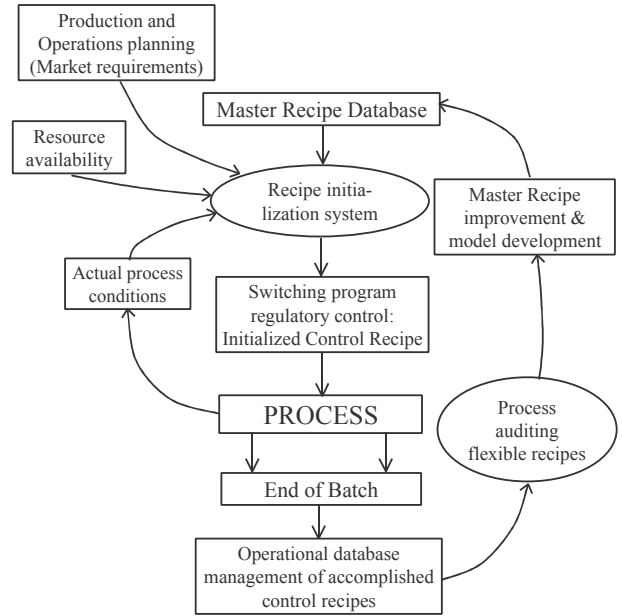 Production and
Operations planning
(Market requirements)
Master Recipe Database
Resource
availability
Recipe initia-
lization system
Master Recipe
improvement &
model development
Actual process
conditions
Switching program
regulatory control:
Initialized Control Recipe
PROCESS
Process
auditing
flexible recipes
End of Batch
Operational database
management of accomplished
control recipes